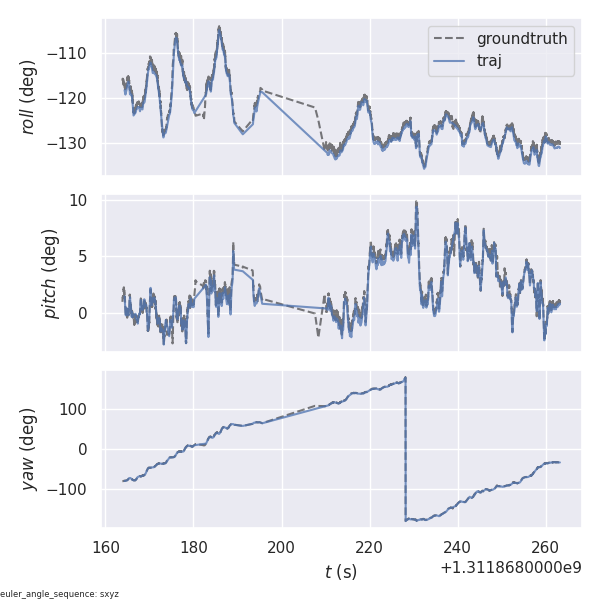 −110
−120
−130
roll (deg)
groundtruth
traj
10
5
0
pitch (deg)
100
0
−100
yaw (deg)
160 180 200 220 240 260
t (s)
+1.3118680000e9
euler_angle_sequence: sxyz